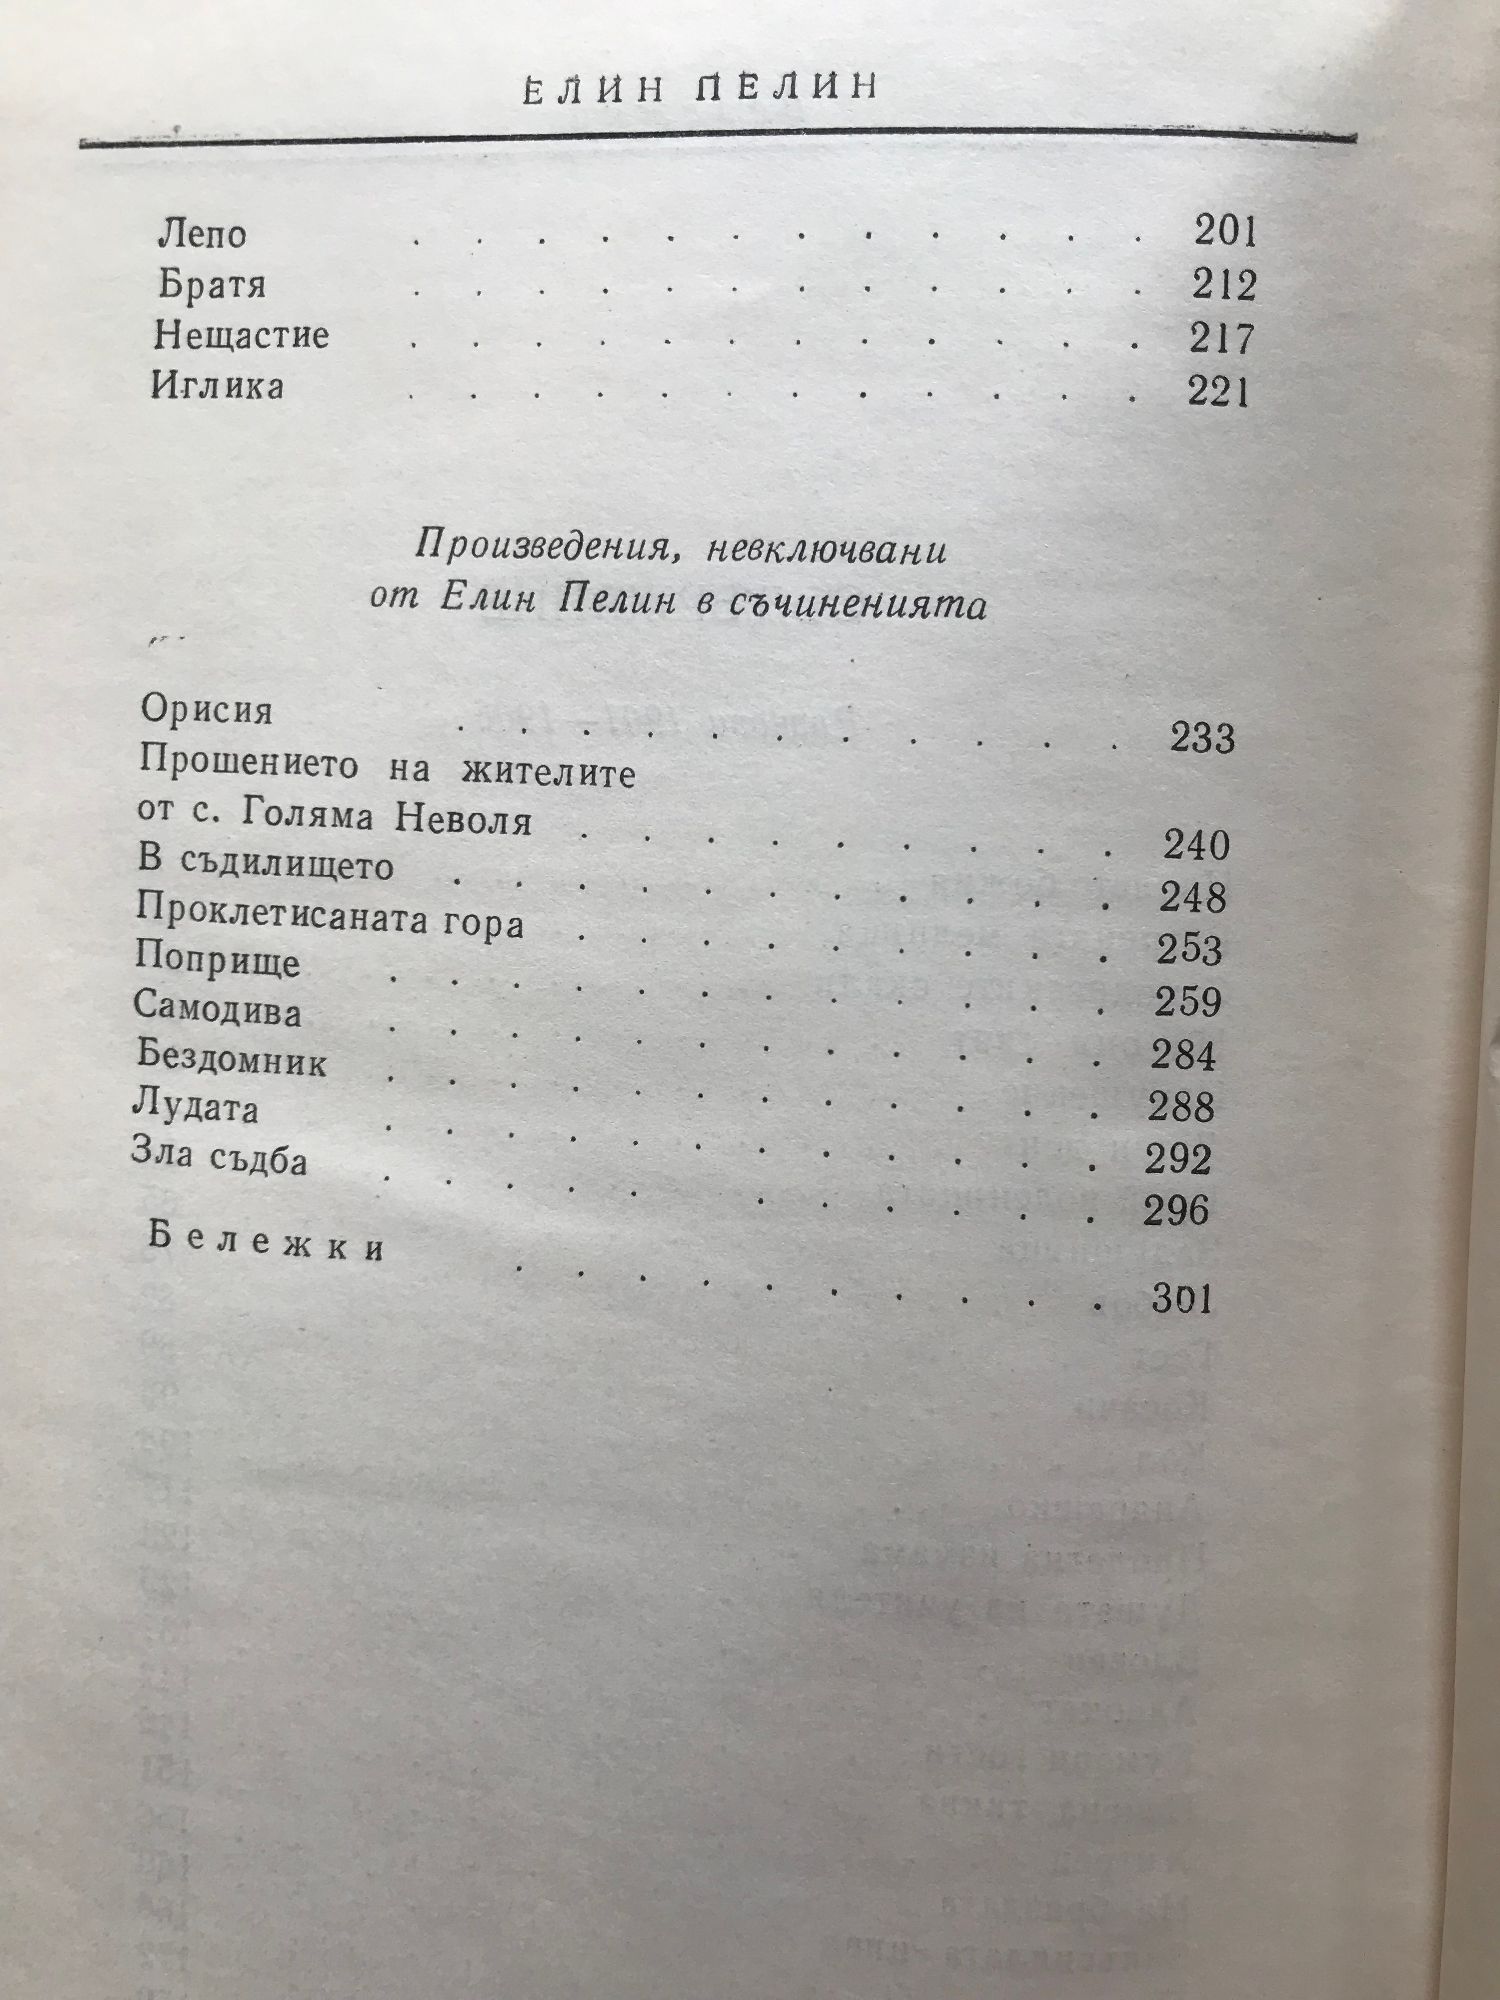 ЕЛИН ПЕЛИН
Лепо . . . . . . . . . . . . 201
Братя . . . . . . . . . . . . 212
Нещастие . . . . . . . . . . . . 217
Иглика . . . . . . . . . . . . 221
Произведения, невключвани
от Елин Пелин в съчиненията
Орисия . . . . . . . . . . . 233
Прошението на жителите
от с. Голяма Неволя . . . . . . . . . 240
В съдилището . . . . . . . . . . . 248
Проклетисаната гора . . . . . . . . . 253
Поприще . . . . . . . . . . . . 259
Самодива . . . . . . . . . . . . 284
Бездомник . . . . . . . . . . . . 288
Лудата . . . . . . . . . . . . 292
Зла съдба . . . . . . . . . . . 296
Бележки . . . . . . . . . . 301